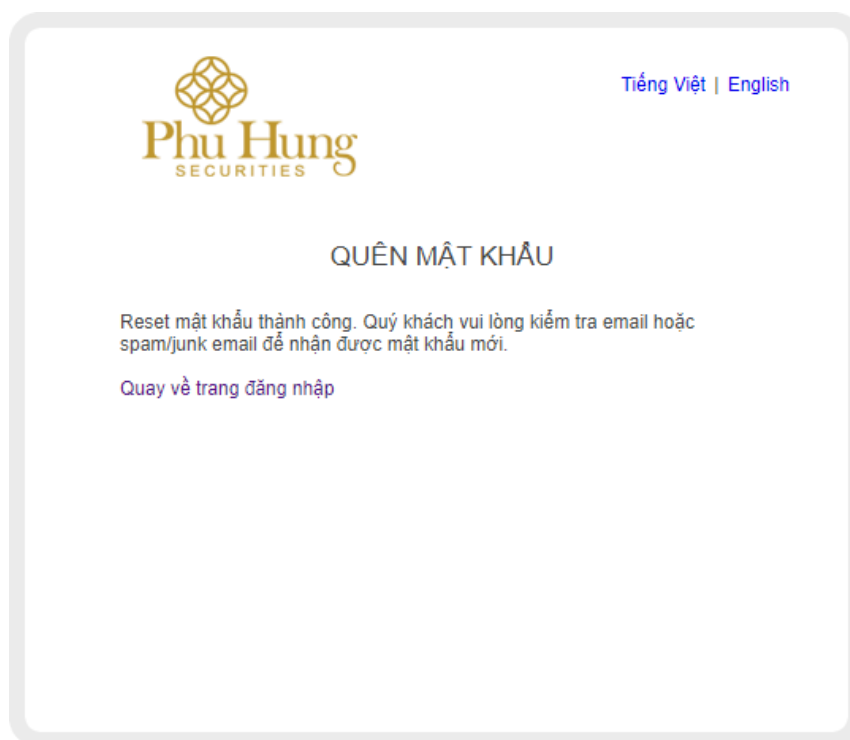 Phu Hung
SECURITIES
Tiếng Việt | English
QUÊN MẬT KHẨU
Reset mật khẩu thành công. Quý khách vui lòng kiểm tra email hoặc
spam/junk email để nhận được mật khẩu mới.
Quay về trang đăng nhập